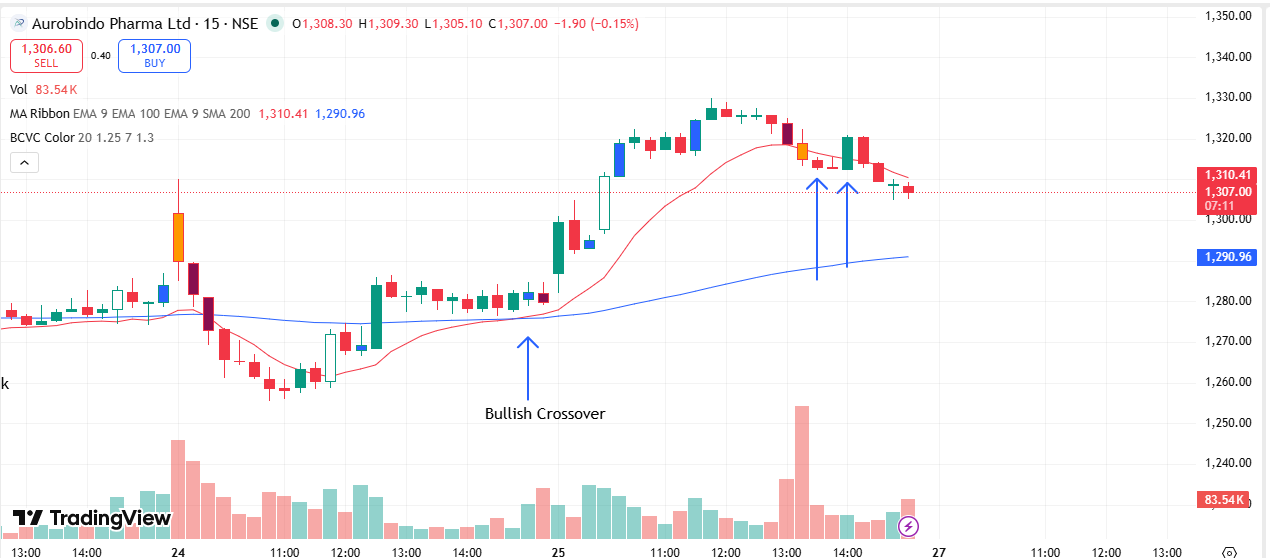 Aurobindo Pharma Ltd · 15 · NSE O1,308.30 H1,309.30 L1,305.10 C1,307.00 −1.90 (−0.15%)
1,306.60 SELL
0.40
1,307.00 BUY
Vol 83.54K
MA Ribbon EMA 9 EMA 100 EMA 9 SMA 200 1,310.41 1,290.96
BCVC Color 20 1.25 7 1.3
1,350.00
1,340.00
1,330.00
1,320.00
1,310.41
1,307.00
07:11
1,300.00
1,290.96
1,280.00
1,270.00
1,260.00
1,250.00
1,240.00
83.54K
k
Bullish Crossover
TradingView
13:00 14:00 24 11:00 12:00 13:00 14:00 25 11:00 12:00 13:00 14:00 27 11:00 12:00 13:00